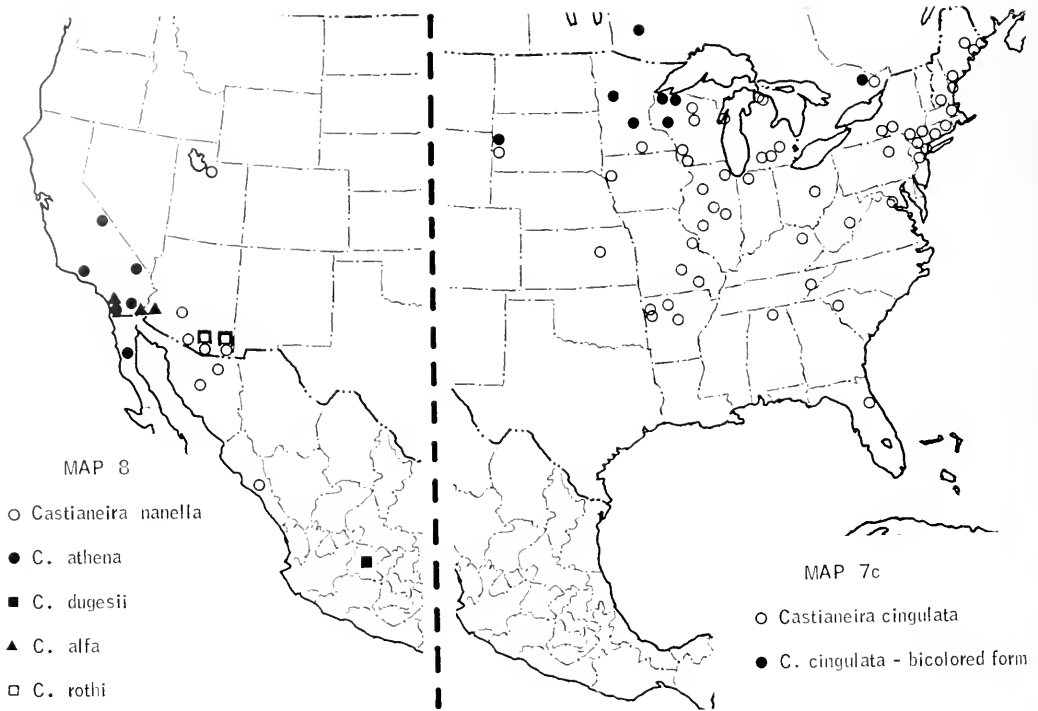 MAP 8
Castianeira nanella
C. athena
C. dugesii
C. alfa
C. rothi
MAP 7c
Castianeira cingulata
C. cingulata - bicolored form